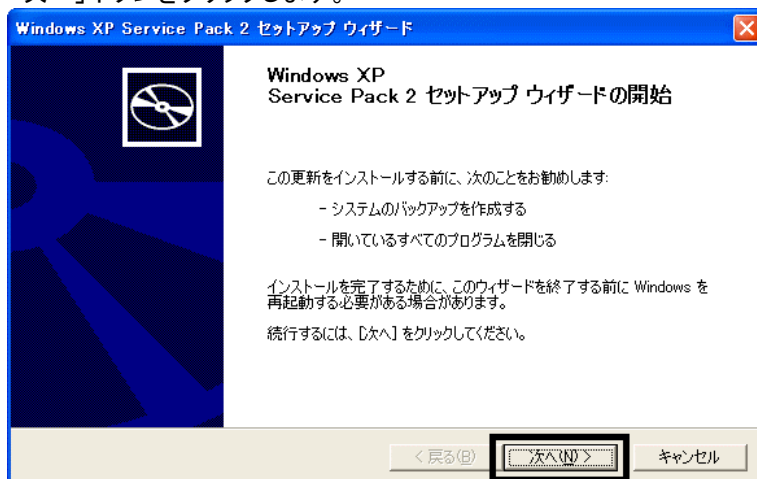 Windows XP Service Pack 2 セットアップ ウィザード
Windows XP
Service Pack 2 セットアップ ウィザードの開始
この更新をインストールする前に、次のことをお勧めします:
- システムのバックアップを作成する
- 開いているすべてのプログラムを閉じる
インストールを完了するために、このウィザードを終了する前に Windows を
再起動する必要がある場合があります。
続行するには、[次へ] をクリックしてください。
< 戻る(B)
次へ(N) >
キャンセル